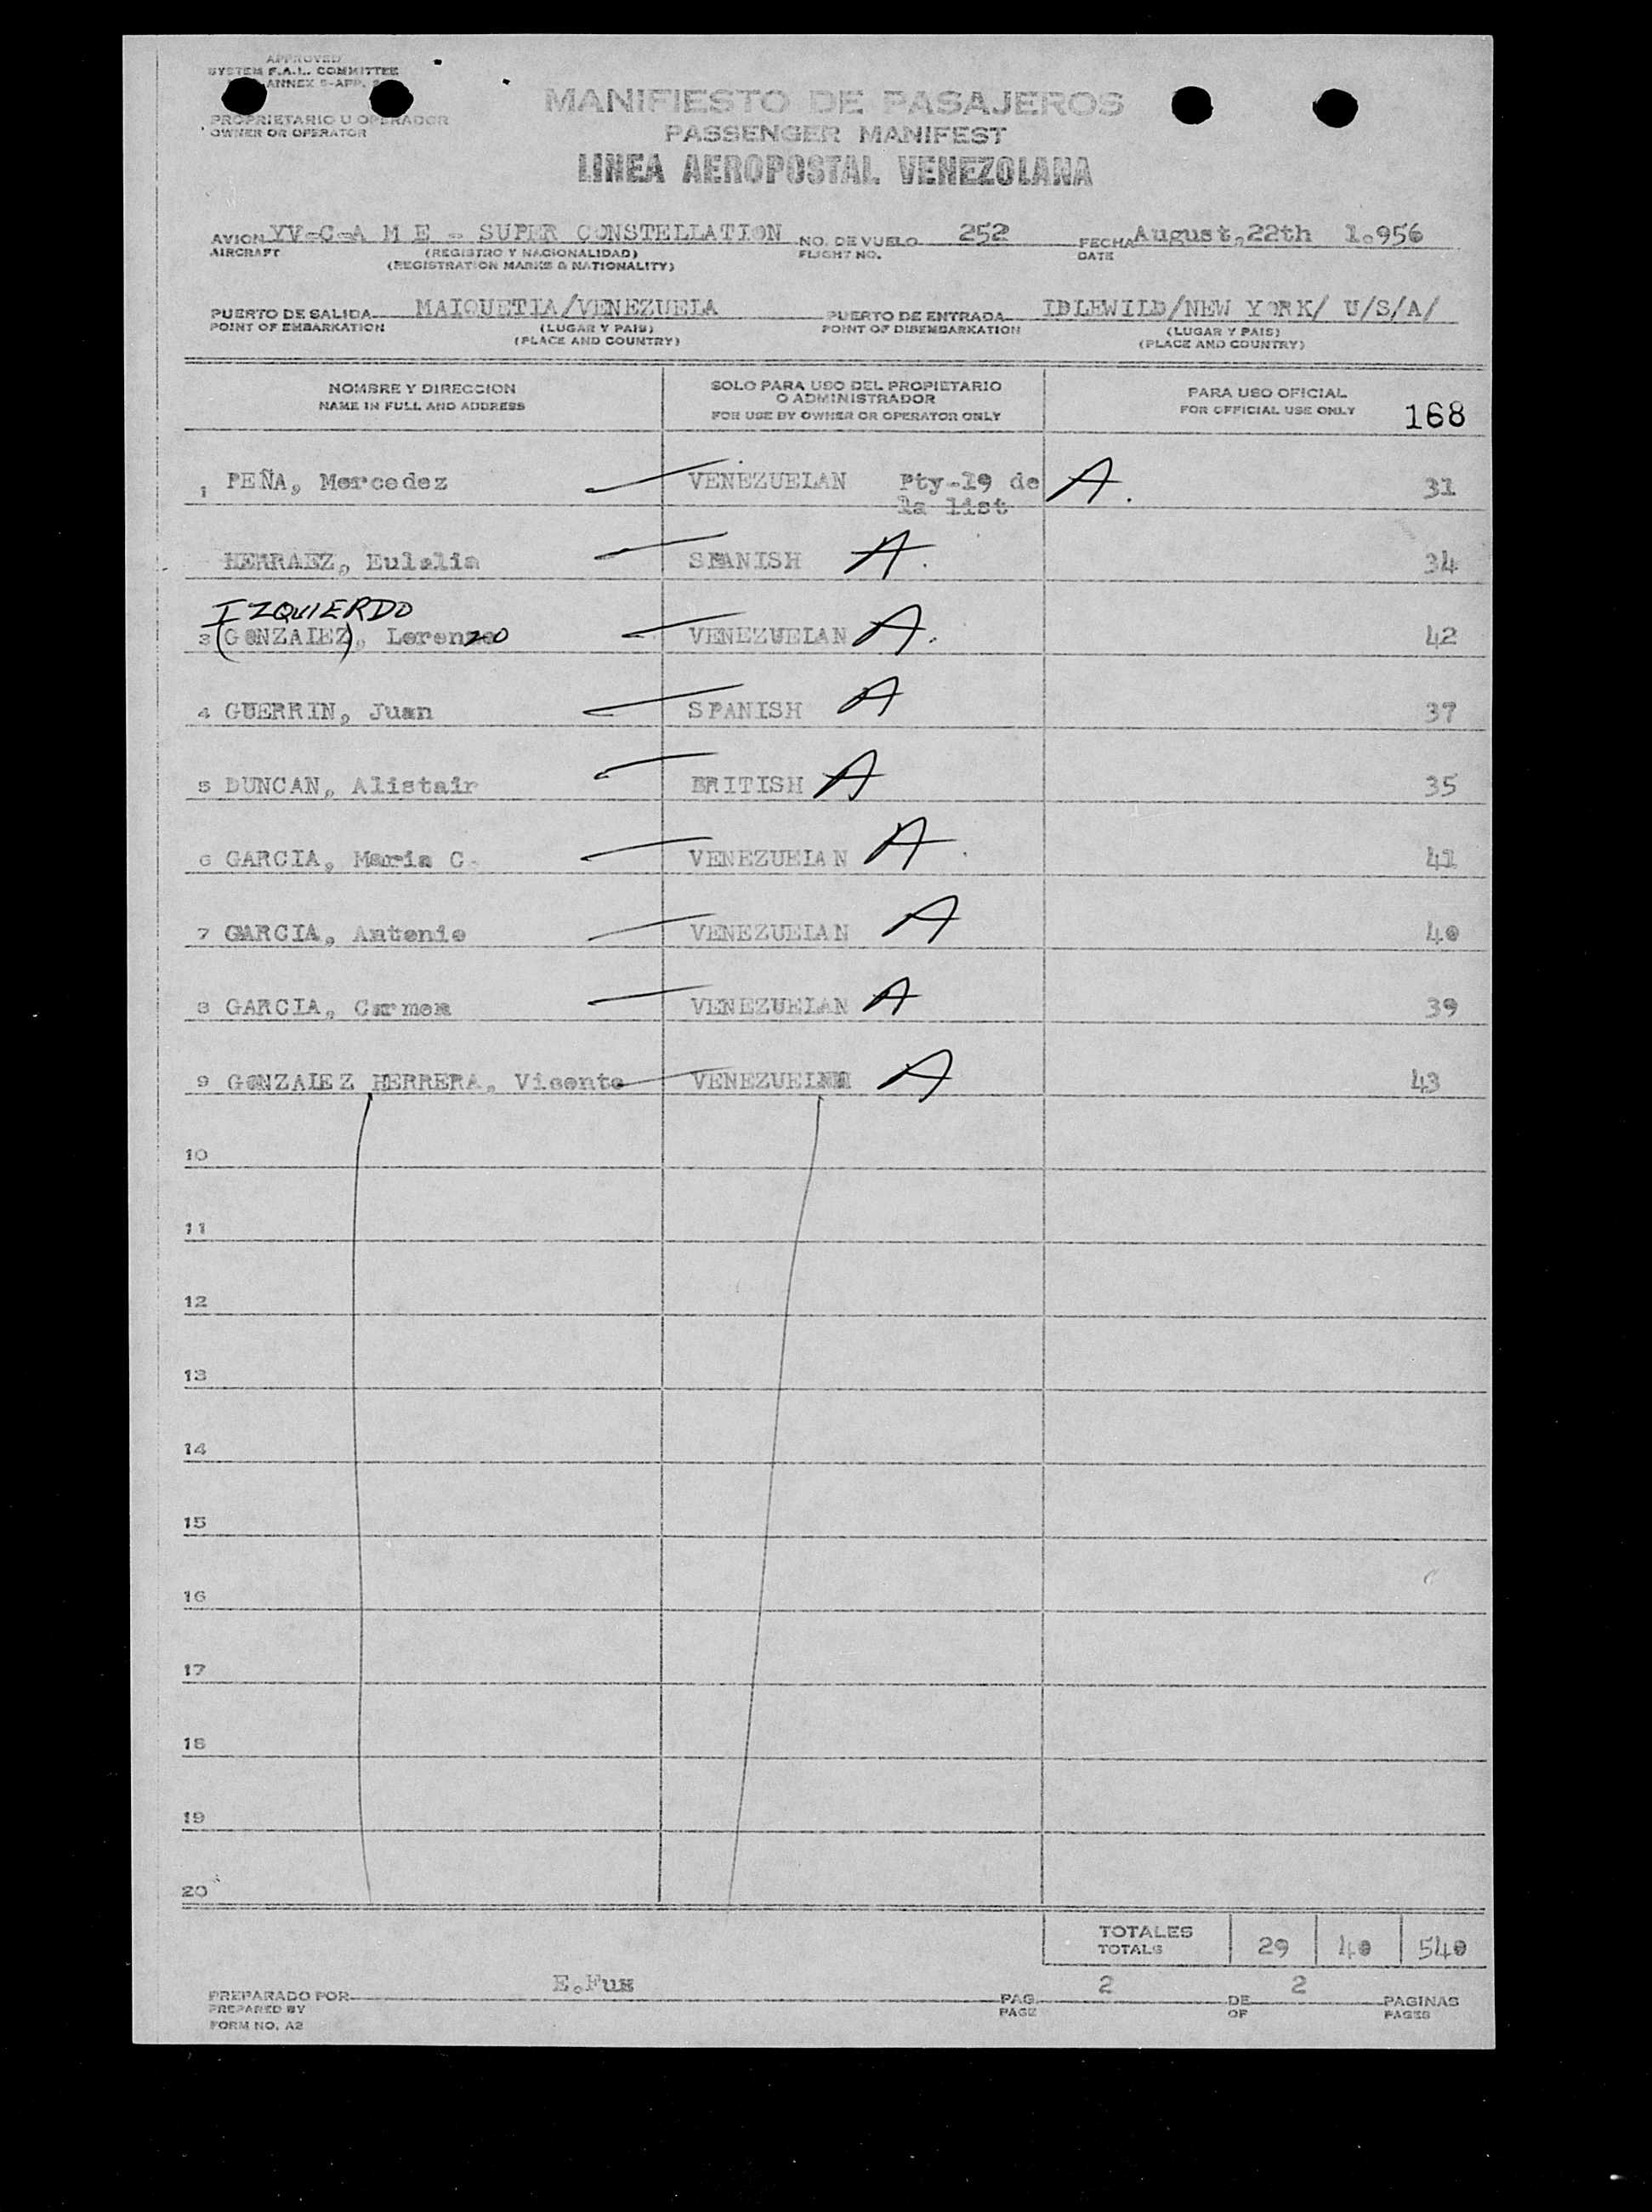 APPROVED
SYSTEM F.A.L. COMMITTEE
ANNEX 9-APP.
PROPRIETARIO U OPERADOR
OWNER OR OPERATOR
MANIFIESTO DE PASAJEROS
PASSENGER MANIFEST
LINEA AEROPOSTAL VENEZOLANA
AVION YV-C-A M E - SUPER CONSTELLATION NO. DE VUELO 252 FECHA August, 22th 1.956
AIRCRAFT (REGISTRO Y NACIONALIDAD) FLIGHT NO. DATE
(REGISTRATION MARKS & NATIONALITY)
PUERTO DE SALIDA MAIQUETIA/VENEZUELA PUERTO DE ENTRADA IDLEWILD/NEW YORK/ U/S/A/
POINT OF EMBARKATION (LUGAR Y PAIS) POINT OF DISEMBARKATION (LUGAR Y PAIS)
(PLACE AND COUNTRY) (PLACE AND COUNTRY)
NOMBRE Y DIRECCION SOLO PARA USO DEL PROPIETARIO O ADMINISTRADOR PARA USO OFICIAL
NAME IN FULL AND ADDRESS FOR USE BY OWNER OR OPERATOR ONLY FOR OFFICIAL USE ONLY 168
1 PEÑA, Mercedez VENEZUELAN Pty-19 de A. 31
la list
HERRAEZ, Eulalia SPANISH A. 34
IZQUIERDO
3 (GONZALEZ), Lorenzo VENEZUELAN A. 42
4 GUERRIN, Juan SPANISH A 37
5 DUNCAN, Alistair BRITISH A 35
6 GARCIA, Maria C. VENEZUELAN A 41
7 GARCIA, Antonio VENEZUELAN A 40
8 GARCIA, Carmen VENEZUELAN A 39
9 GONZALEZ HERRERA, Vicente VENEZUELAN A 43
10
11
12
13
14
15
16
17
18
19
20
TOTALES 29 40 540
TOTALS
PREPARADO POR E.Fum PAG. 2 DE 2 PAGINAS
PREPARED BY PAGE OF PAGES
FORM NO. A2